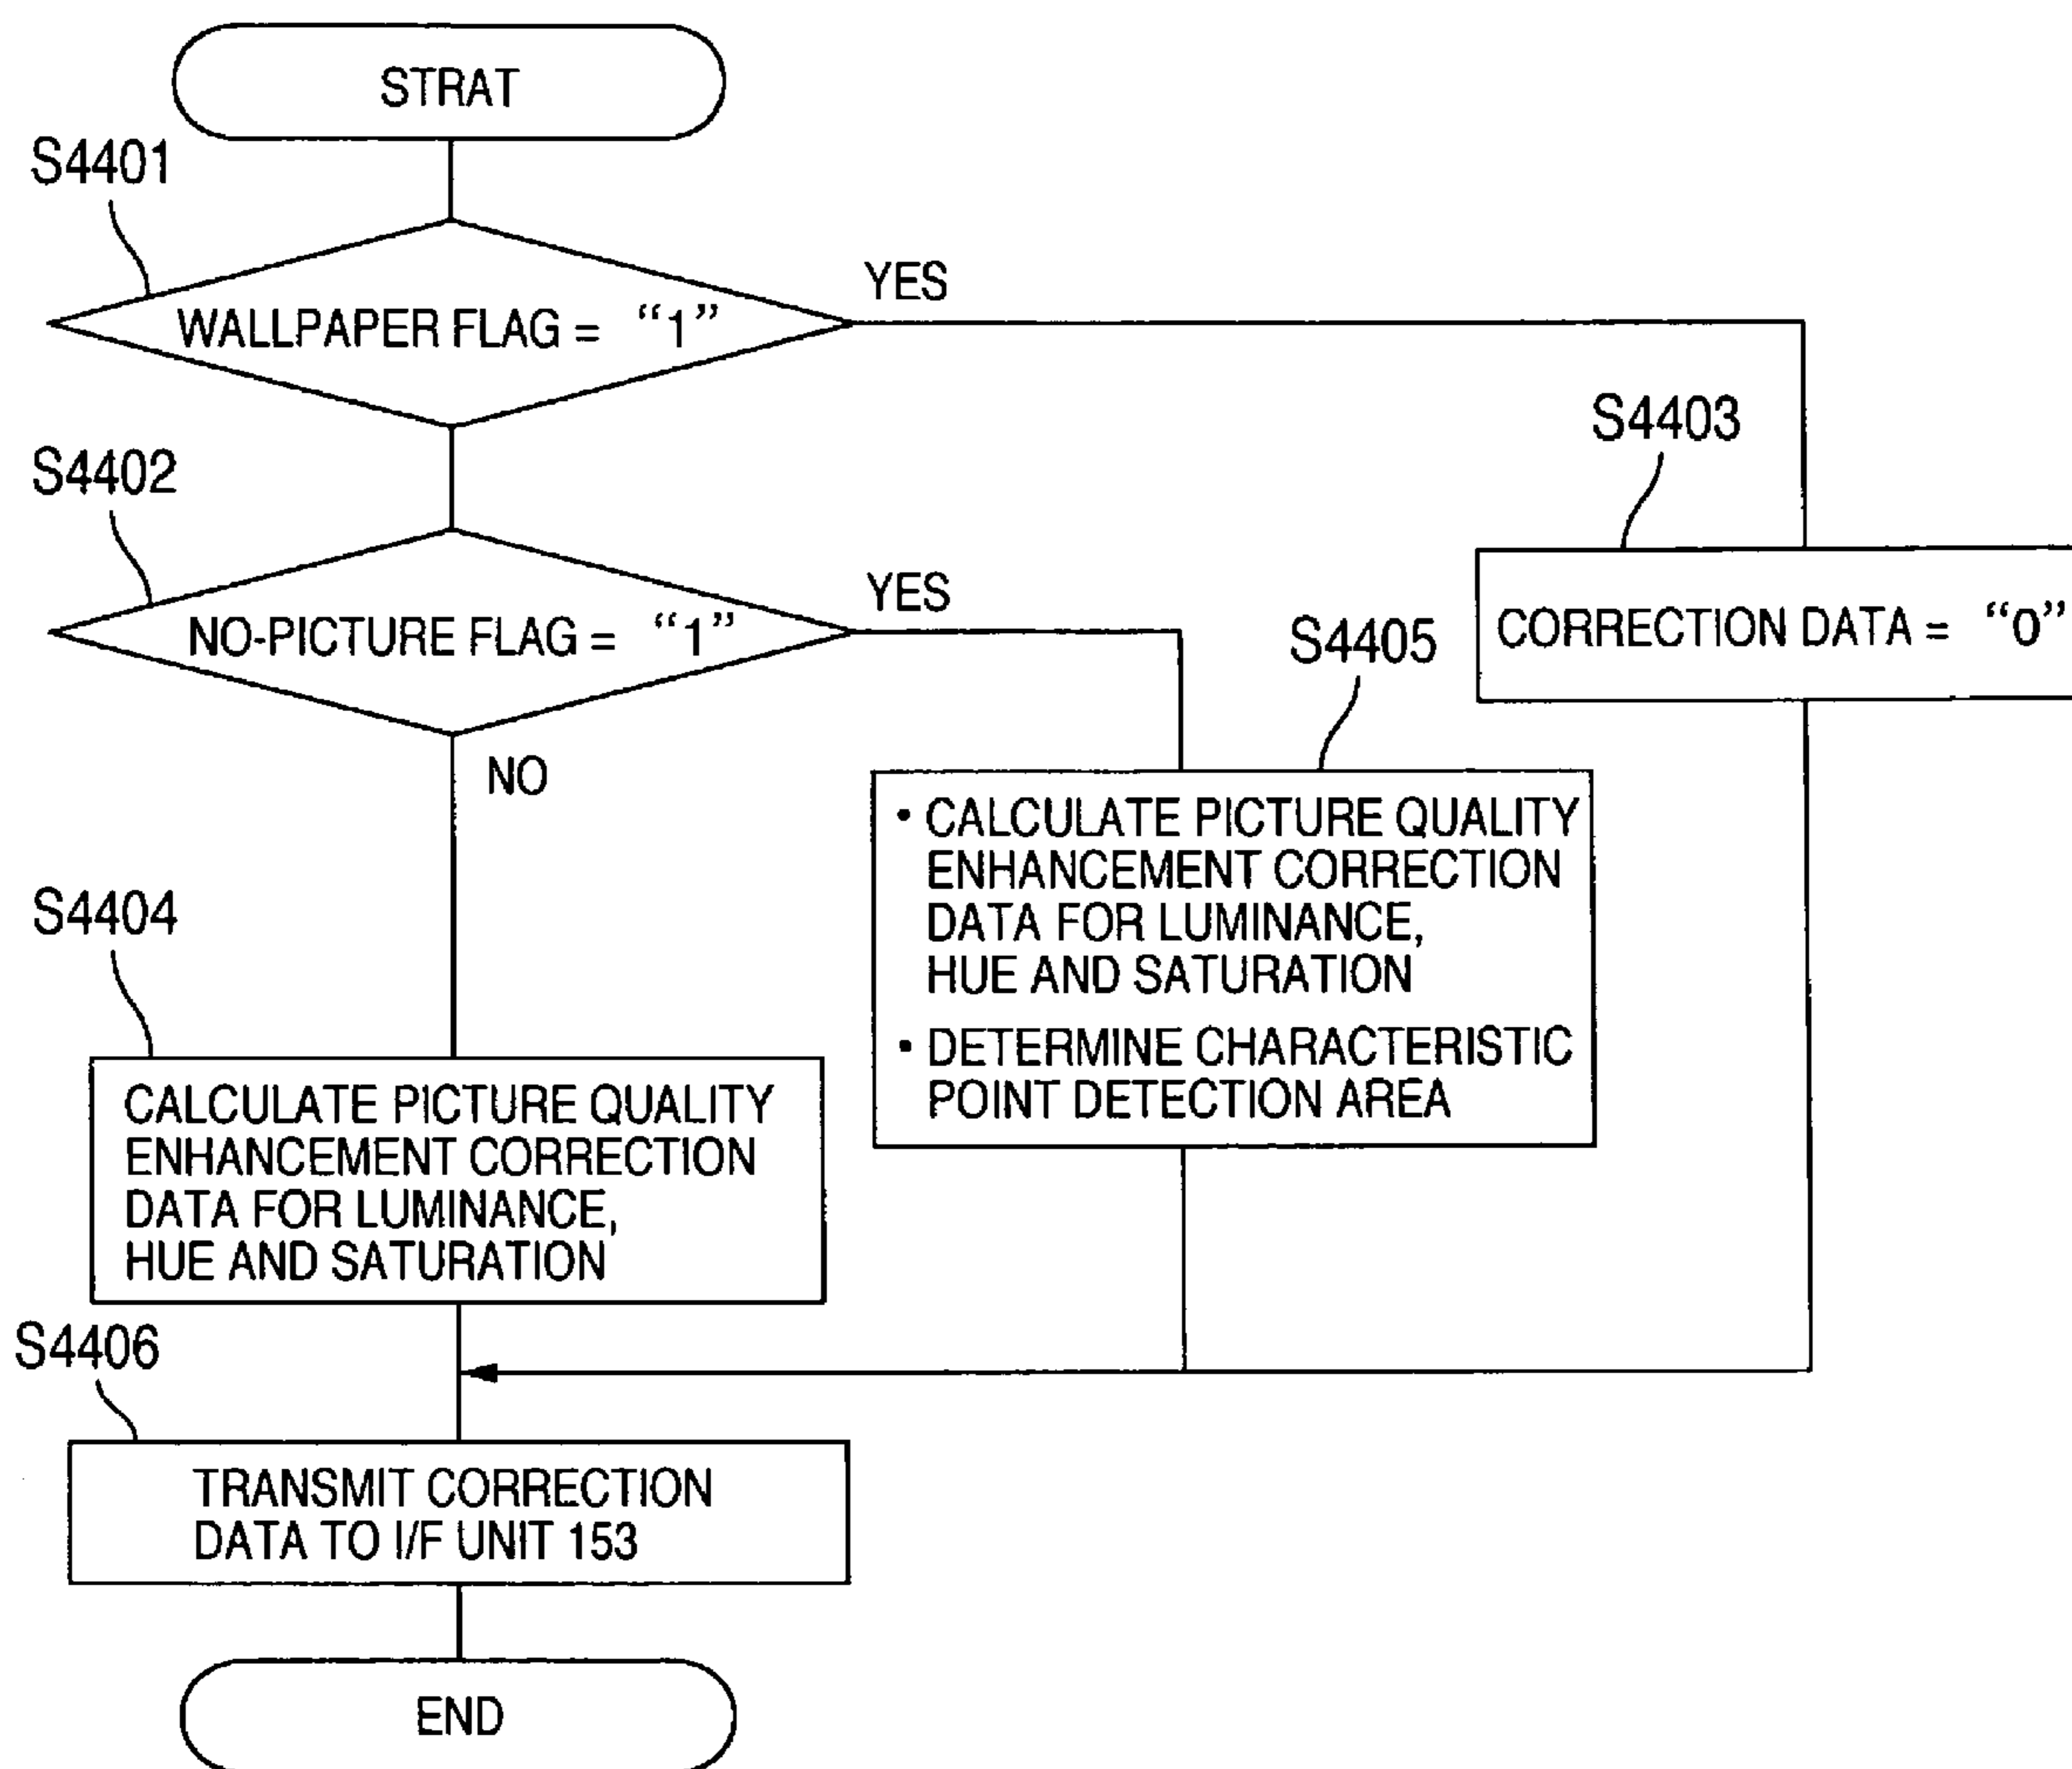 STRAT
S4401
YES
WALLPAPER FLAG = “1”
S4403
S4402
YES
CORRECTION DATA = “0”
NO-PICTURE FLAG = “1”
S4405
NO
• CALCULATE PICTURE QUALITY
ENHANCEMENT CORRECTION
DATA FOR LUMINANCE,
HUE AND SATURATION
• DETERMINE CHARACTERISTIC
POINT DETECTION AREA
S4404
CALCULATE PICTURE QUALITY
ENHANCEMENT CORRECTION
DATA FOR LUMINANCE,
HUE AND SATURATION
S4406
TRANSMIT CORRECTION
DATA TO I/F UNIT 153
END